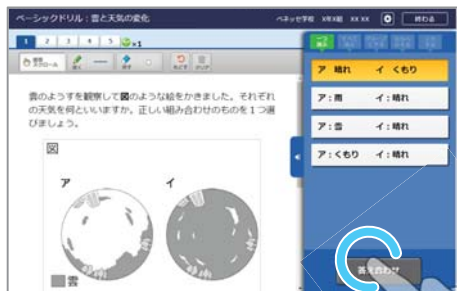 ベーシックドリル：雲と天気の変化
ベネッセ学校 X年X組 XX XX
終わる
1 2 3 4 5 ×1
もどす
雲のようすを観察して図のような絵をかきました。それぞれ
の天気を何といいますか。正しい組み合わせのものを1つ選
びましょう。
図
ア イ
雲
ア 晴れ イ くもり
ア：雨 イ：晴れ
ア：雪 イ：晴れ
ア：くもり イ：晴れ
答え合わせ